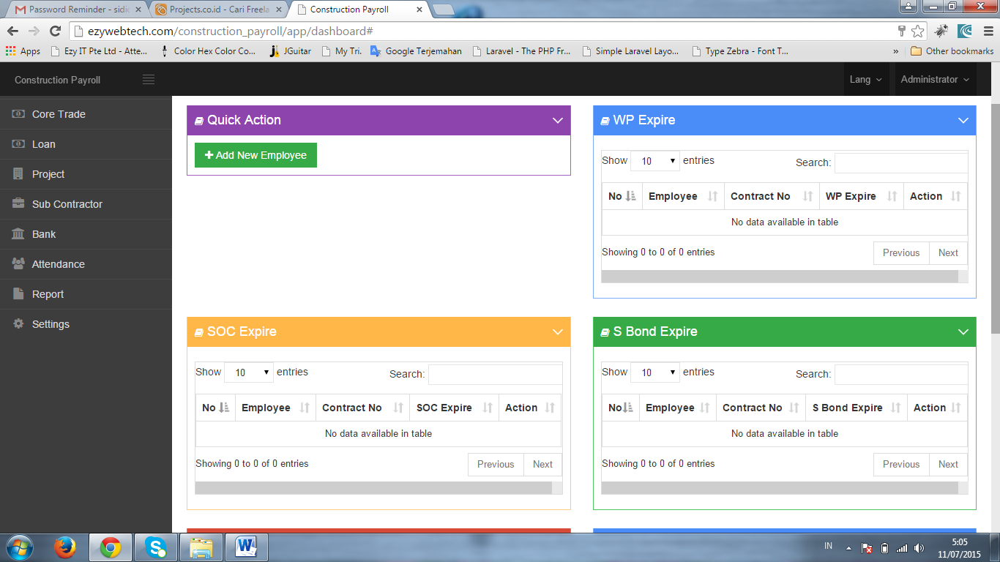 Password Reminder - sidic
Projects.co.id - Cari Freela
Construction Payroll
ezywebtech.com/construction_payroll/app/dashboard#
Apps
Ezy IT Pte Ltd - Atte...
Color Hex Color Co...
JGuitar
My Tri.
Google Terjemahan
Laravel - The PHP Fr...
Simple Laravel Layo...
Type Zebra - Font T...
»
Other bookmarks
Construction Payroll
Lang
Administrator
Core Trade
Loan
Project
Sub Contractor
Bank
Attendance
Report
Settings
Quick Action
Add New Employee
WP Expire
Show 10 entries
Search:
No Employee Contract No WP Expire Action
No data available in table
Showing 0 to 0 of 0 entries
Previous Next
SOC Expire
Show 10 entries
Search:
No Employee Contract No SOC Expire Action
No data available in table
Showing 0 to 0 of 0 entries
Previous Next
S Bond Expire
Show 10 entries
Search:
No Employee Contract No S Bond Expire Action
No data available in table
Showing 0 to 0 of 0 entries
Previous Next
IN
5:05
11/07/2015